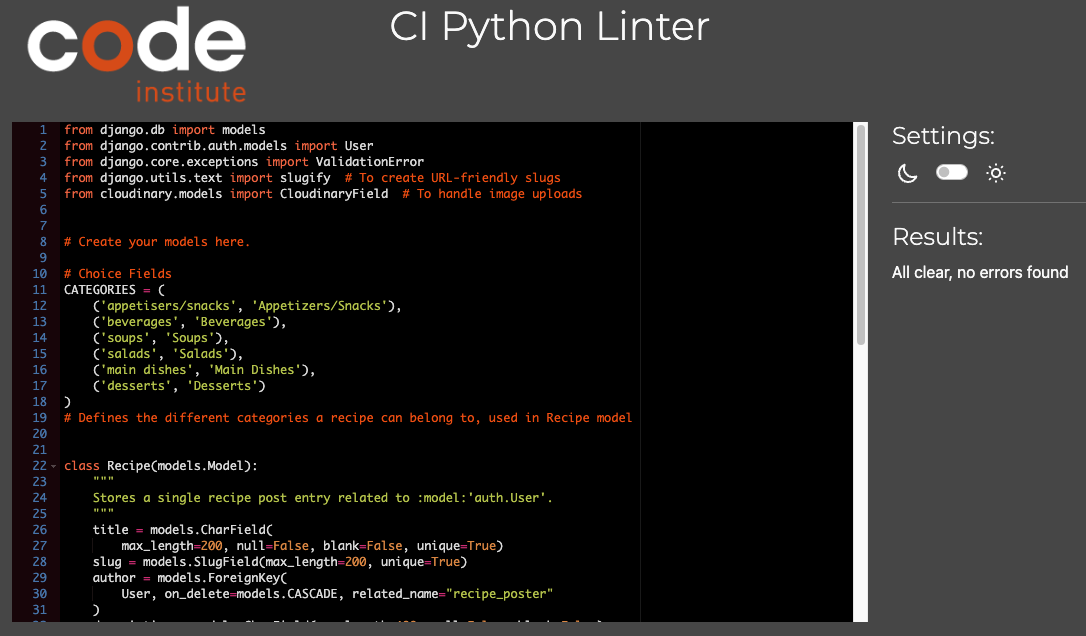 code
institute
CI Python Linter
1 from django.db import models
2 from django.contrib.auth.models import User
3 from django.core.exceptions import ValidationError
4 from django.utils.text import slugify  # To create URL-friendly slugs
5 from cloudinary.models import CloudinaryField  # To handle image uploads
6
7
8 # Create your models here.
9
10 # Choice Fields
11 CATEGORIES = (
12     ('appetisers/snacks', 'Appetizers/Snacks'),
13     ('beverages', 'Beverages'),
14     ('soups', 'Soups'),
15     ('salads', 'Salads'),
16     ('main dishes', 'Main Dishes'),
17     ('desserts', 'Desserts')
18 )
19 # Defines the different categories a recipe can belong to, used in Recipe model
20
21
22 class Recipe(models.Model):
23     """
24     Stores a single recipe post entry related to :model:'auth.User'.
25     """
26     title = models.CharField(
27         max_length=200, null=False, blank=False, unique=True)
28     slug = models.SlugField(max_length=200, unique=True)
29     author = models.ForeignKey(
30         User, on_delete=models.CASCADE, related_name="recipe_poster"
31     )
Settings:
Results:
All clear, no errors found